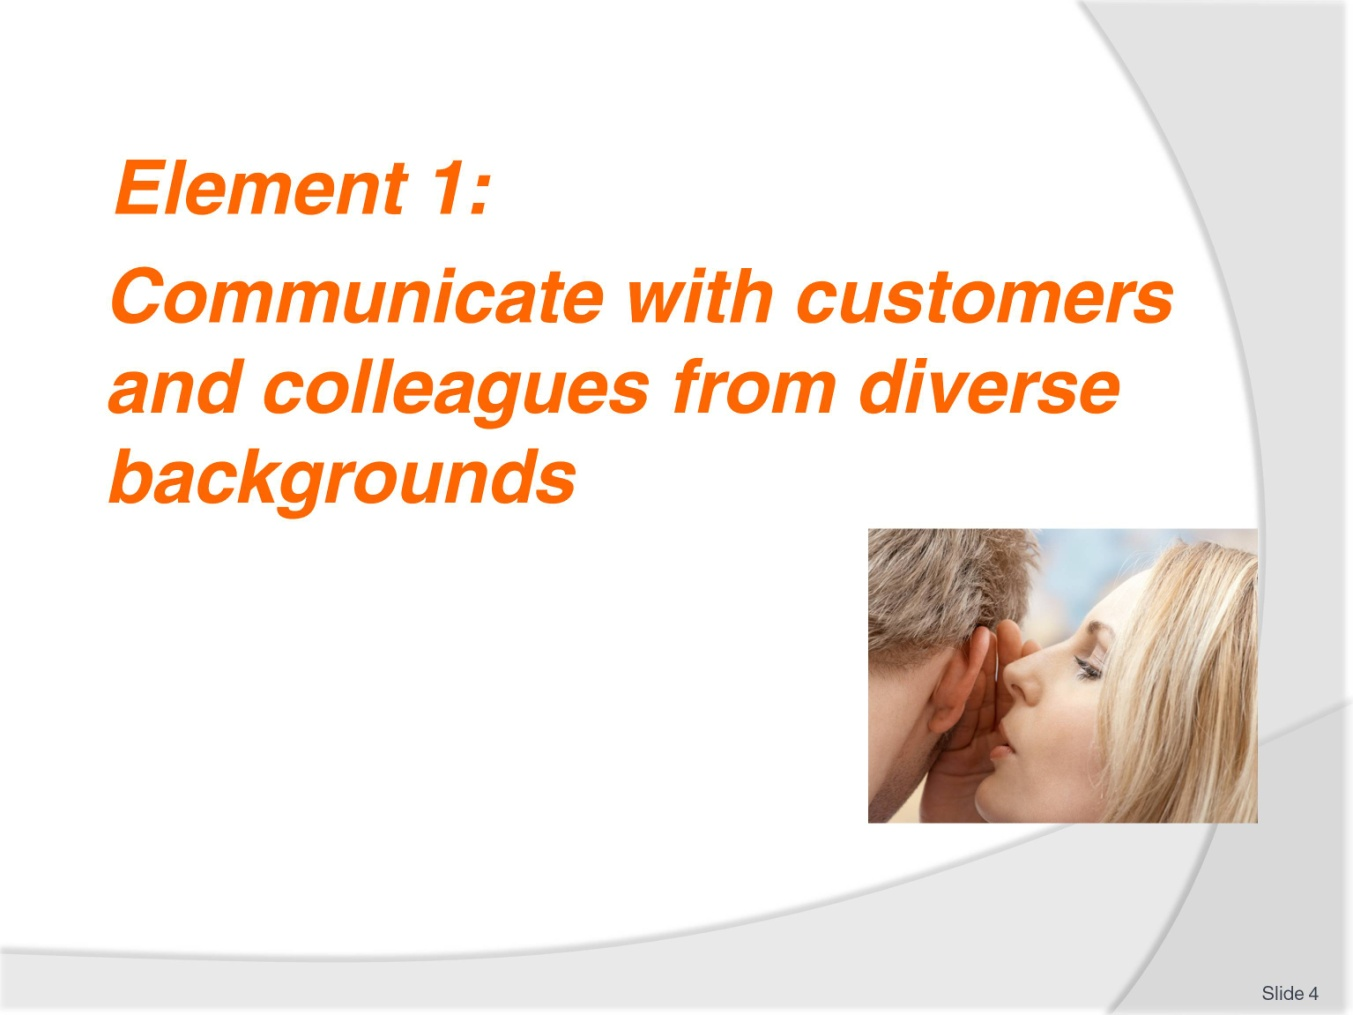 Element 1:
Communicate with customers
and colleagues from diverse
backgrounds
Slide 4